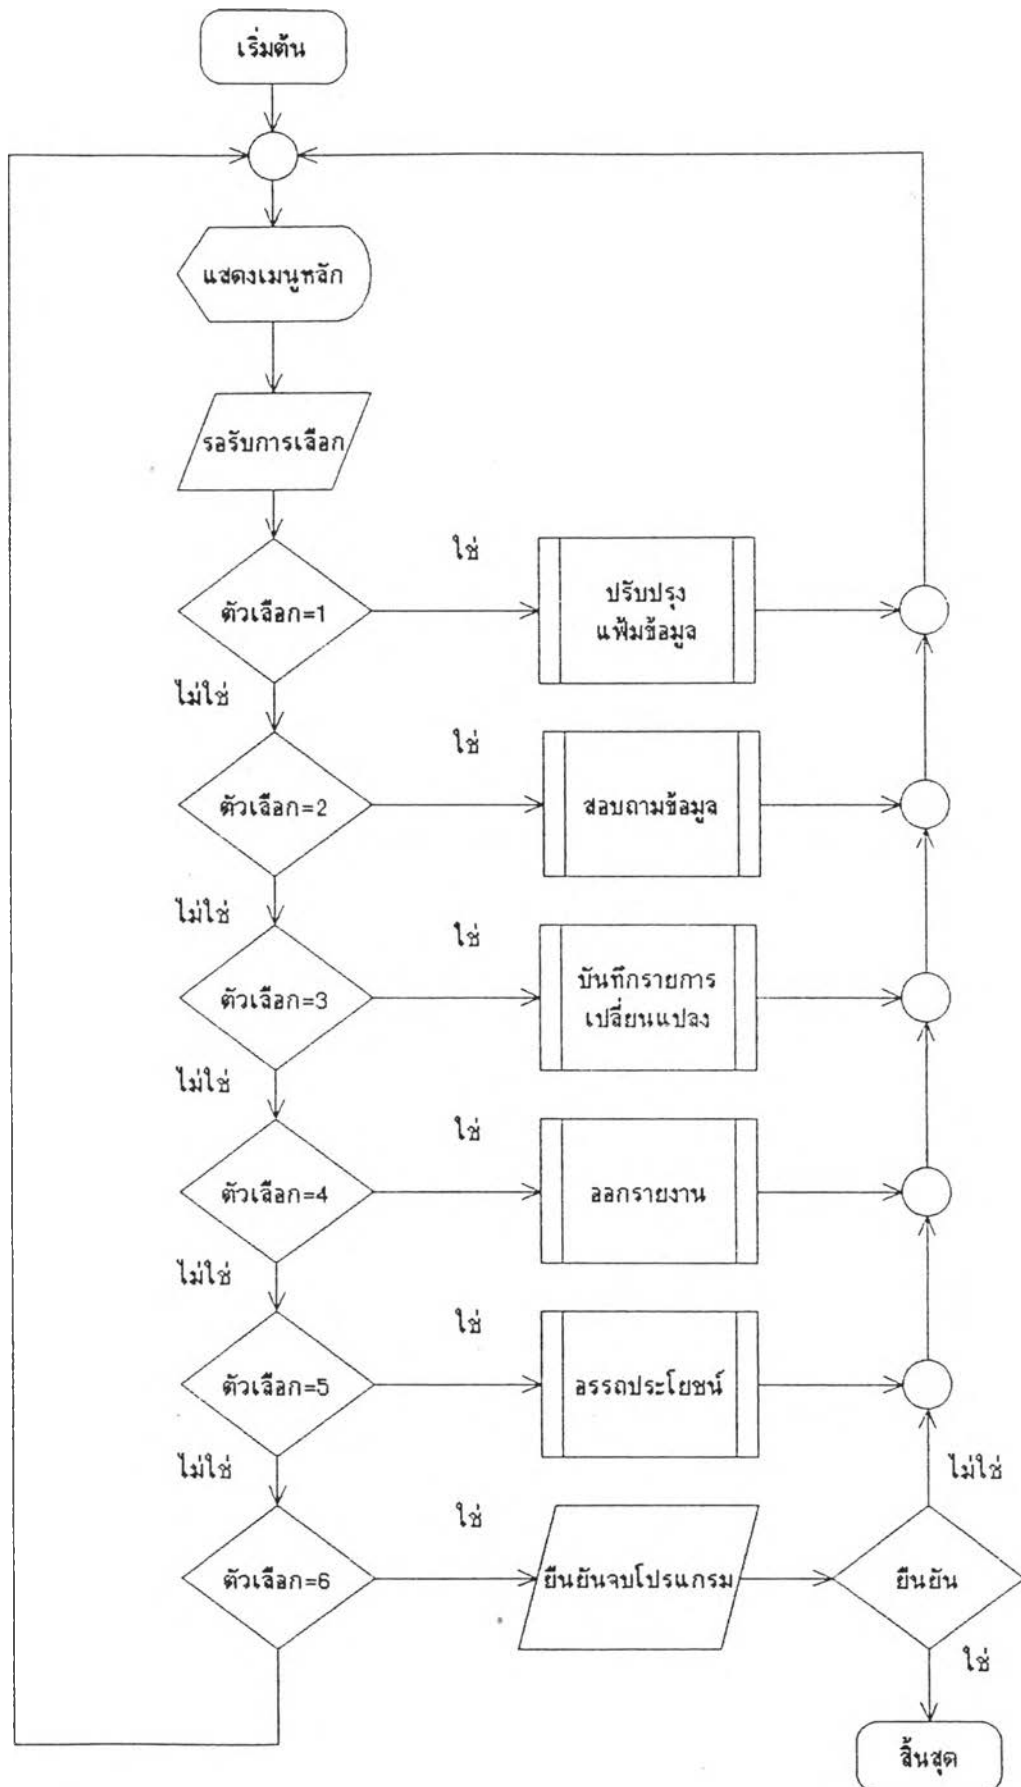 เริ่มต้น
แสดงเมนูหลัก
รอรับการเลือก
ใช่
ตัวเลือก=1
ปรับปรุง
แฟ้มข้อมูล
ไม่ใช่
ใช่
ตัวเลือก=2
สอบถามข้อมูล
ไม่ใช่
ใช่
ตัวเลือก=3
บันทึกรายการ
เปลี่ยนแปลง
ไม่ใช่
ใช่
ตัวเลือก=4
ออกรายงาน
ไม่ใช่
ใช่
ตัวเลือก=5
อรรถประโยชน์
ไม่ใช่
ไม่ใช่
ใช่
ตัวเลือก=6
ยืนยันจบโปรแกรม
ยืนยัน
ใช่
สิ้นสุด